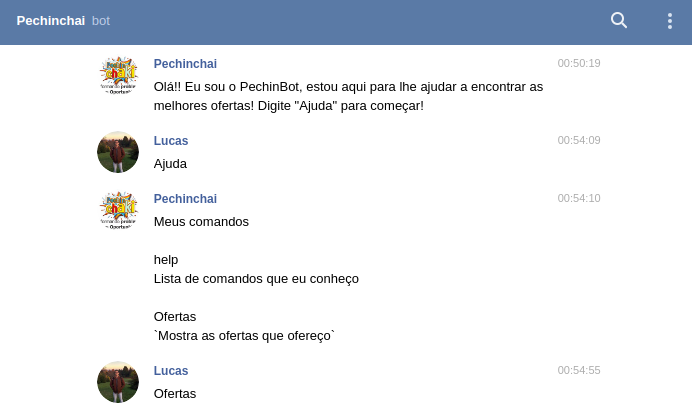 Pechinchai bot
Pechinchai 00:50:19
Olá!! Eu sou o PechinBot, estou aqui para lhe ajudar a encontrar as
melhores ofertas! Digite "Ajuda" para começar!
Lucas 00:54:09
Ajuda
Pechinchai 00:54:10
Meus comandos
help
Lista de comandos que eu conheço
Ofertas
`Mostra as ofertas que ofereço`
Lucas 00:54:55
Ofertas